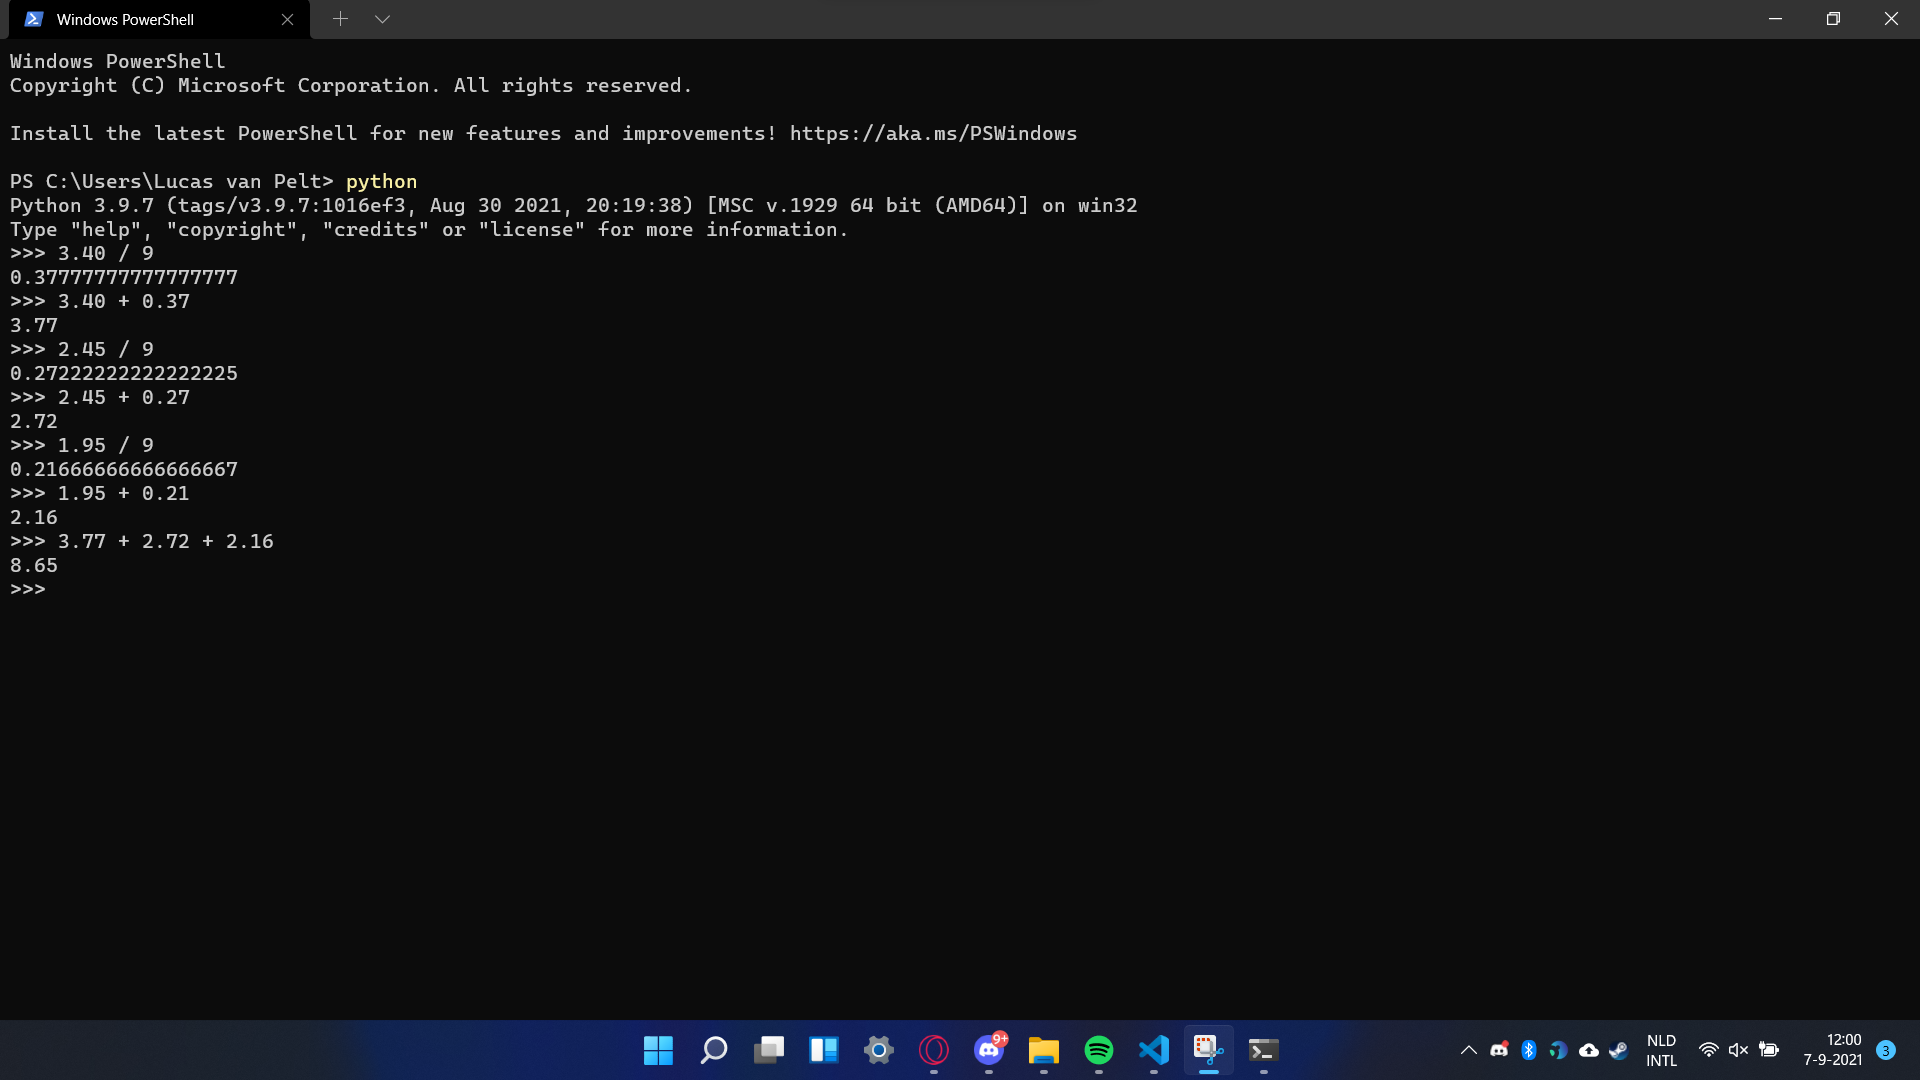 Windows PowerShell
Windows PowerShell
Copyright (C) Microsoft Corporation. All rights reserved.
Install the latest PowerShell for new features and improvements! https://aka.ms/PSWindows
PS C:\Users\Lucas van Pelt> python
Python 3.9.7 (tags/v3.9.7:1016ef3, Aug 30 2021, 20:19:38) [MSC v.1929 64 bit (AMD64)] on win32
Type "help", "copyright", "credits" or "license" for more information.
>>> 3.40 / 9
0.37777777777777777
>>> 3.40 + 0.37
3.77
>>> 2.45 / 9
0.27222222222222225
>>> 2.45 + 0.27
2.72
>>> 1.95 / 9
0.21666666666666667
>>> 1.95 + 0.21
2.16
>>> 3.77 + 2.72 + 2.16
8.65
>>>
9+
NLD
INTL
12:00
7-9-2021
3